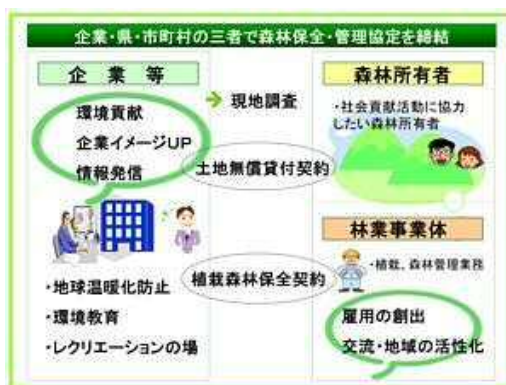 企業・県・市町村の三者で森林保全・管理協定を締結
企業等
環境貢献
企業イメージUP
情報発信
・地球温暖化防止
・環境教育
・レクリエーションの場
現地調査
土地無償貸付契約
植栽森林保全契約
森林所有者
・社会貢献活動に協力
したい森林所有者
林業事業体
・植栽、森林管理業務
雇用の創出
交流・地域の活性化